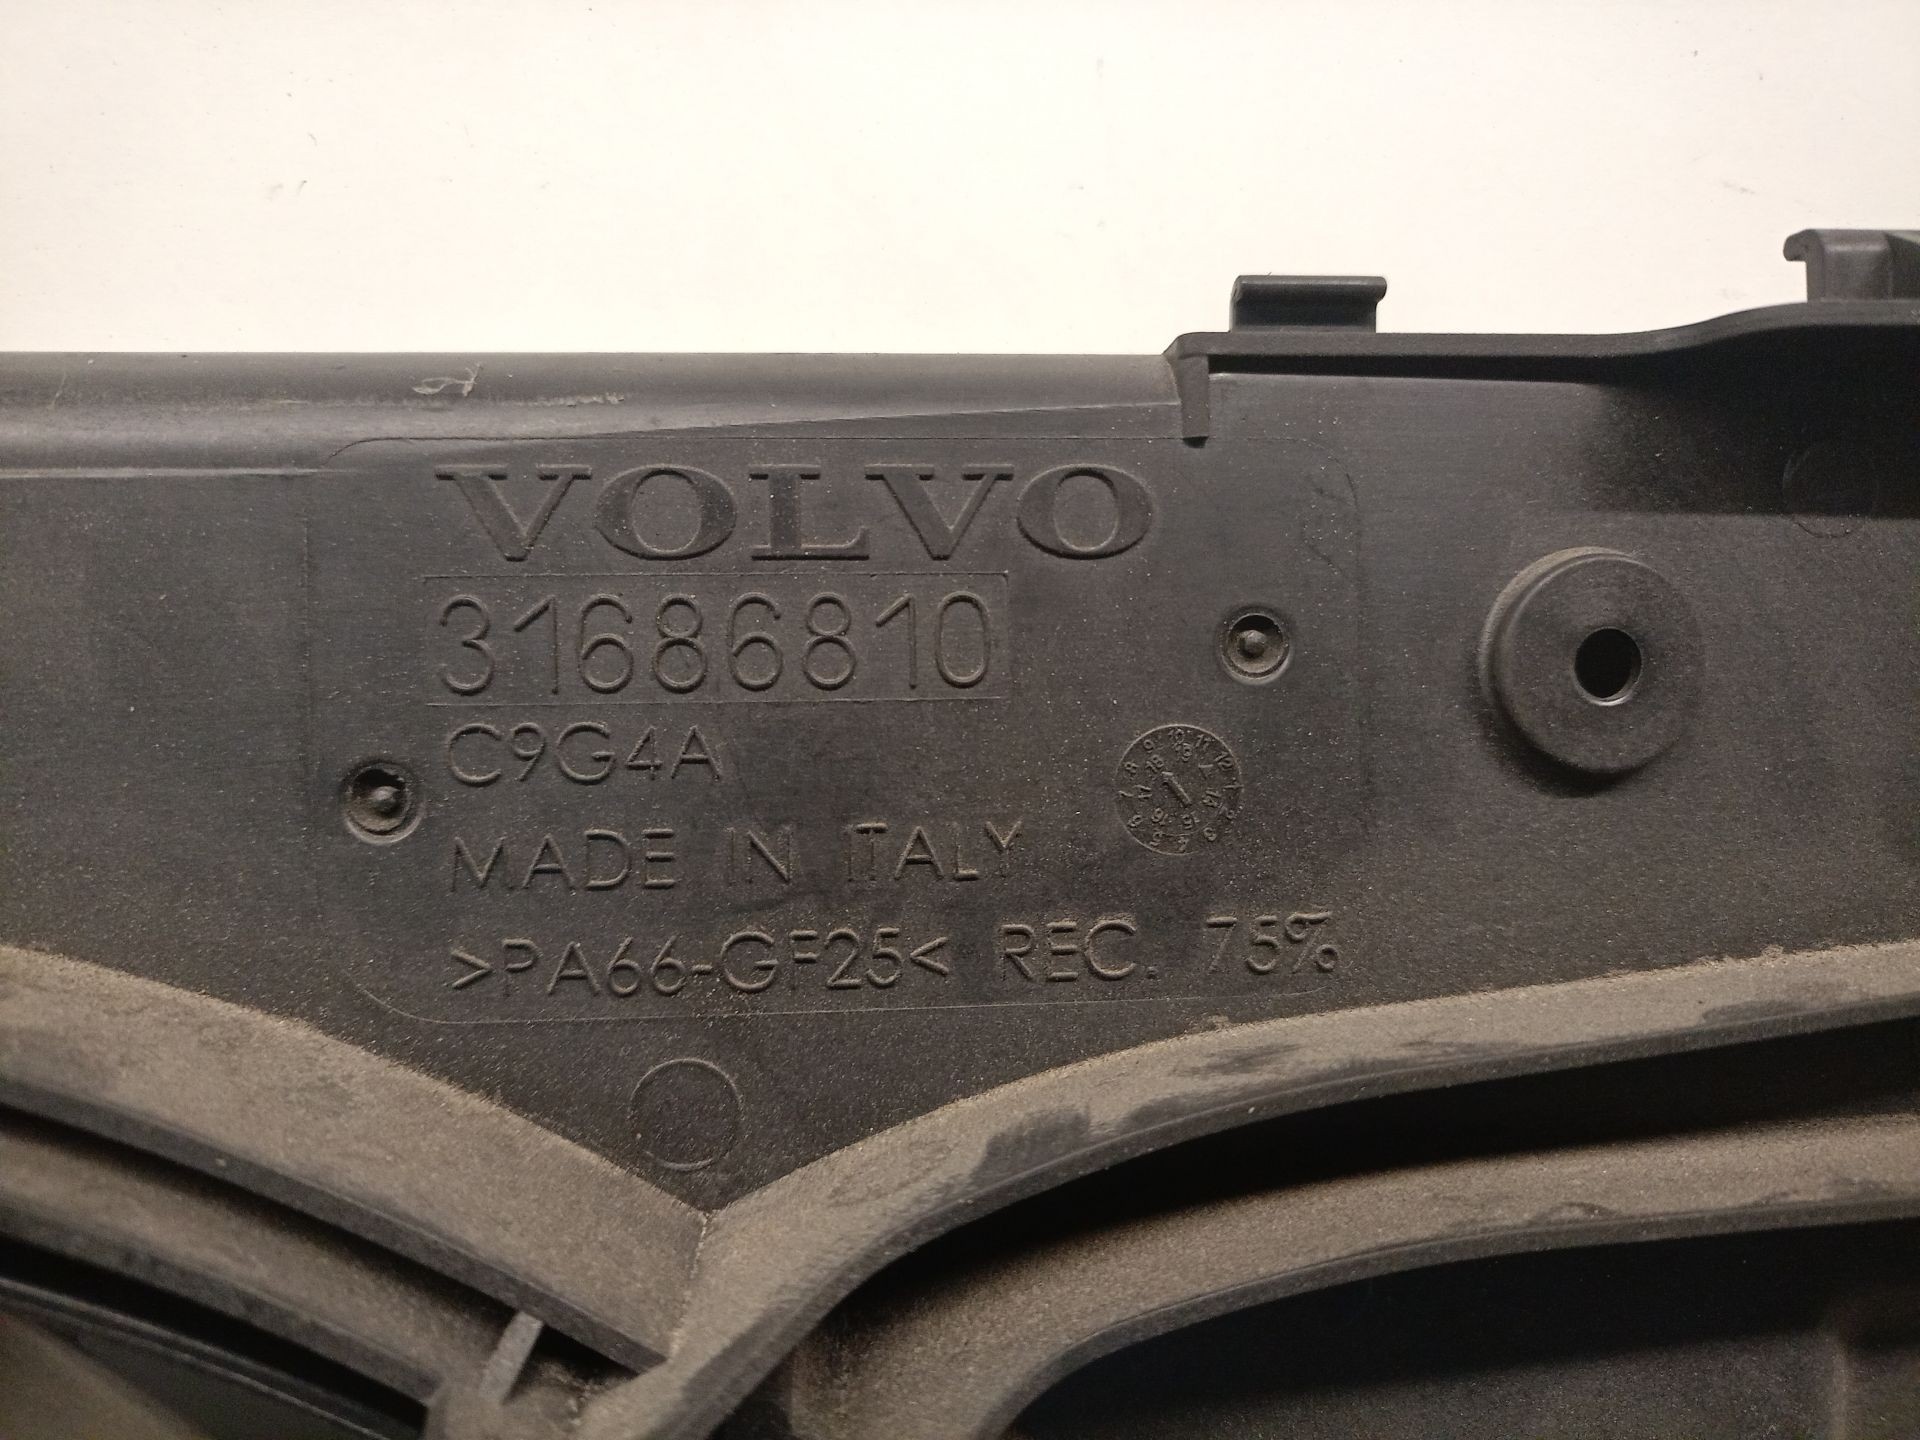 VOLVO
31686810
C9G4A
MADE IN ITALY
>PA66-GF25< REC. 75%